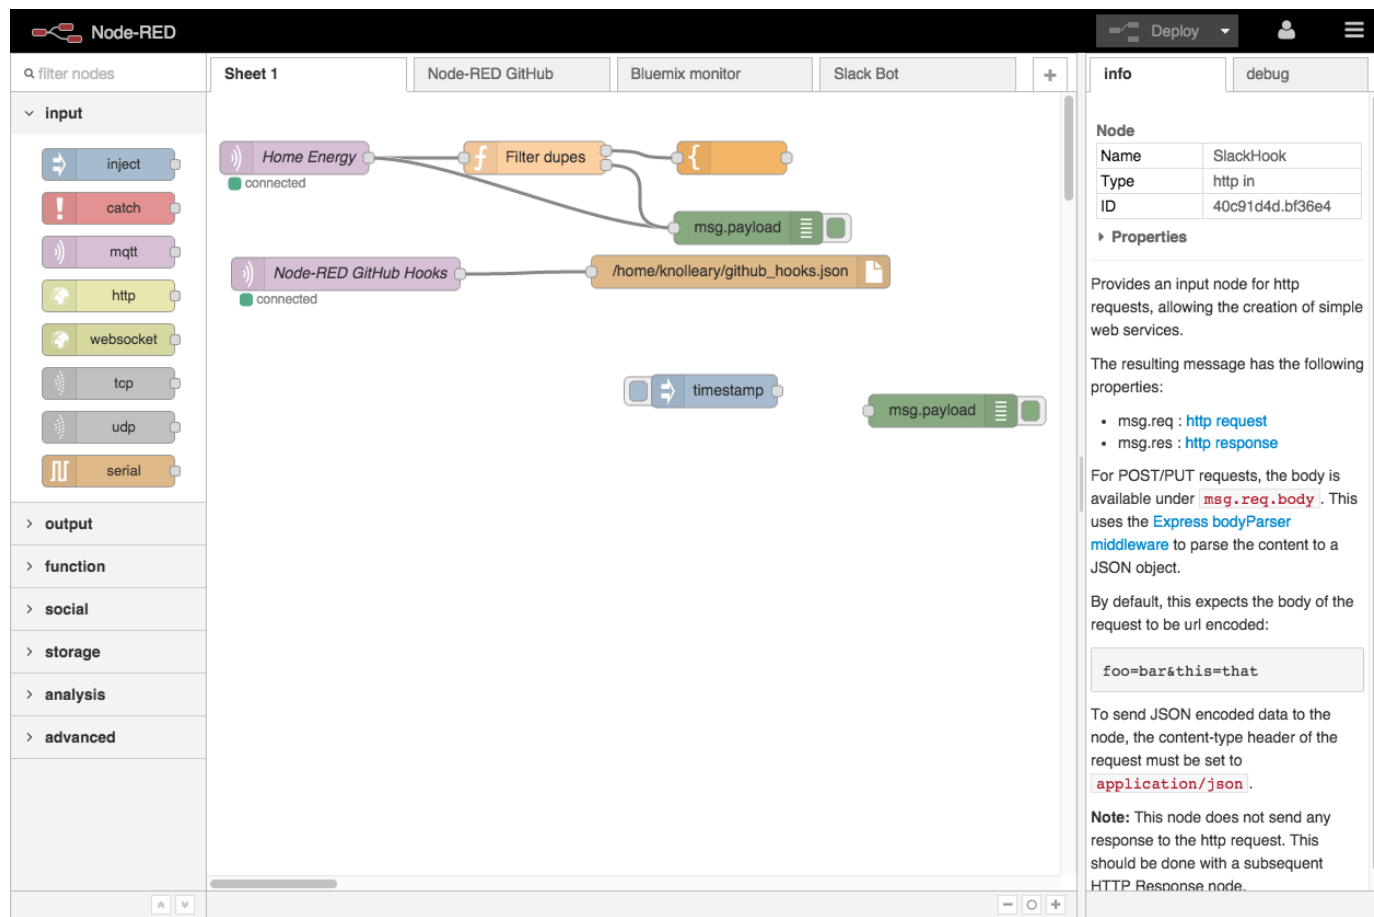 Node-RED
Deploy
filter nodes
Sheet 1
Node-RED GitHub
Bluemix monitor
Slack Bot
+
info
debug
input
inject
catch
mqtt
http
websocket
tcp
udp
serial
output
function
social
storage
analysis
advanced
Home Energy
connected
Filter dupes
msg.payload
Node-RED GitHub Hooks
connected
/home/knolleary/github_hooks.json
timestamp
msg.payload
Node
Name SlackHook
Type http in
ID 40c91d4d.bf36e4
Properties
Provides an input node for http
requests, allowing the creation of simple
web services.
The resulting message has the following
properties:
• msg.req : http request
• msg.res : http response
For POST/PUT requests, the body is
available under msg.req.body. This
uses the Express bodyParser
middleware to parse the content to a
JSON object.
By default, this expects the body of the
request to be url encoded:
foo=bar&this=that
To send JSON encoded data to the
node, the content-type header of the
request must be set to
application/json.
Note: This node does not send any
response to the http request. This
should be done with a subsequent
HTTP Response node.